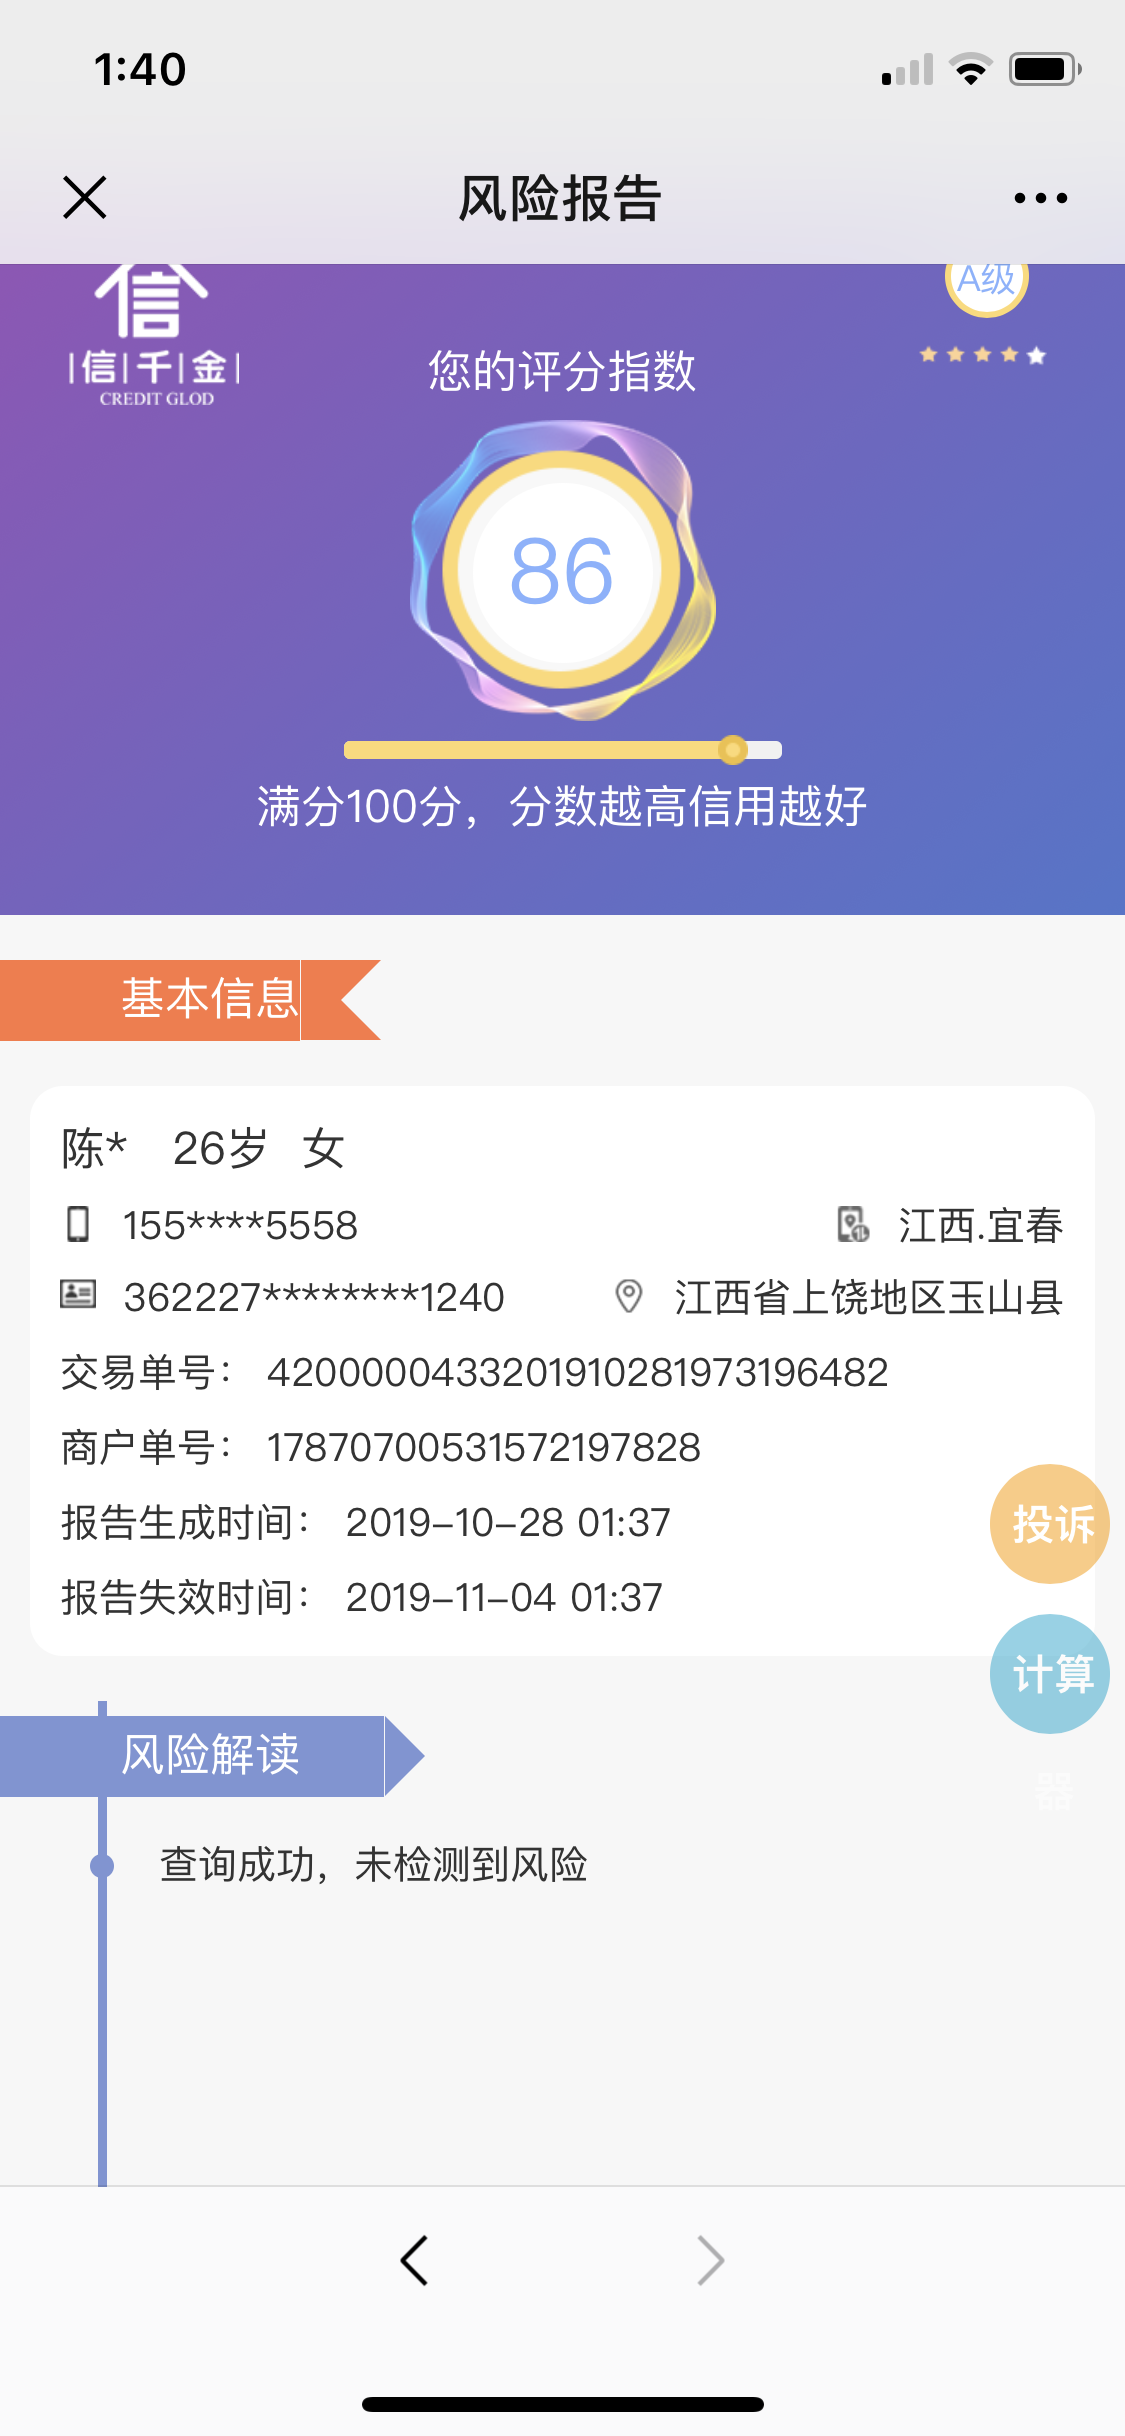 1:40
风险报告
信
|信|千|金|
CREDIT GLOD
A级
您的评分指数
86
满分100分，分数越高信用越好
基本信息
陈* 26岁 女
155****5558 江西.宜春
362227********1240 江西省上饶地区玉山县
交易单号： 4200000433201910281973196482
商户单号： 17870700531572197828
报告生成时间： 2019-10-28 01:37
报告失效时间： 2019-11-04 01:37
投诉
计算
器
风险解读
查询成功，未检测到风险